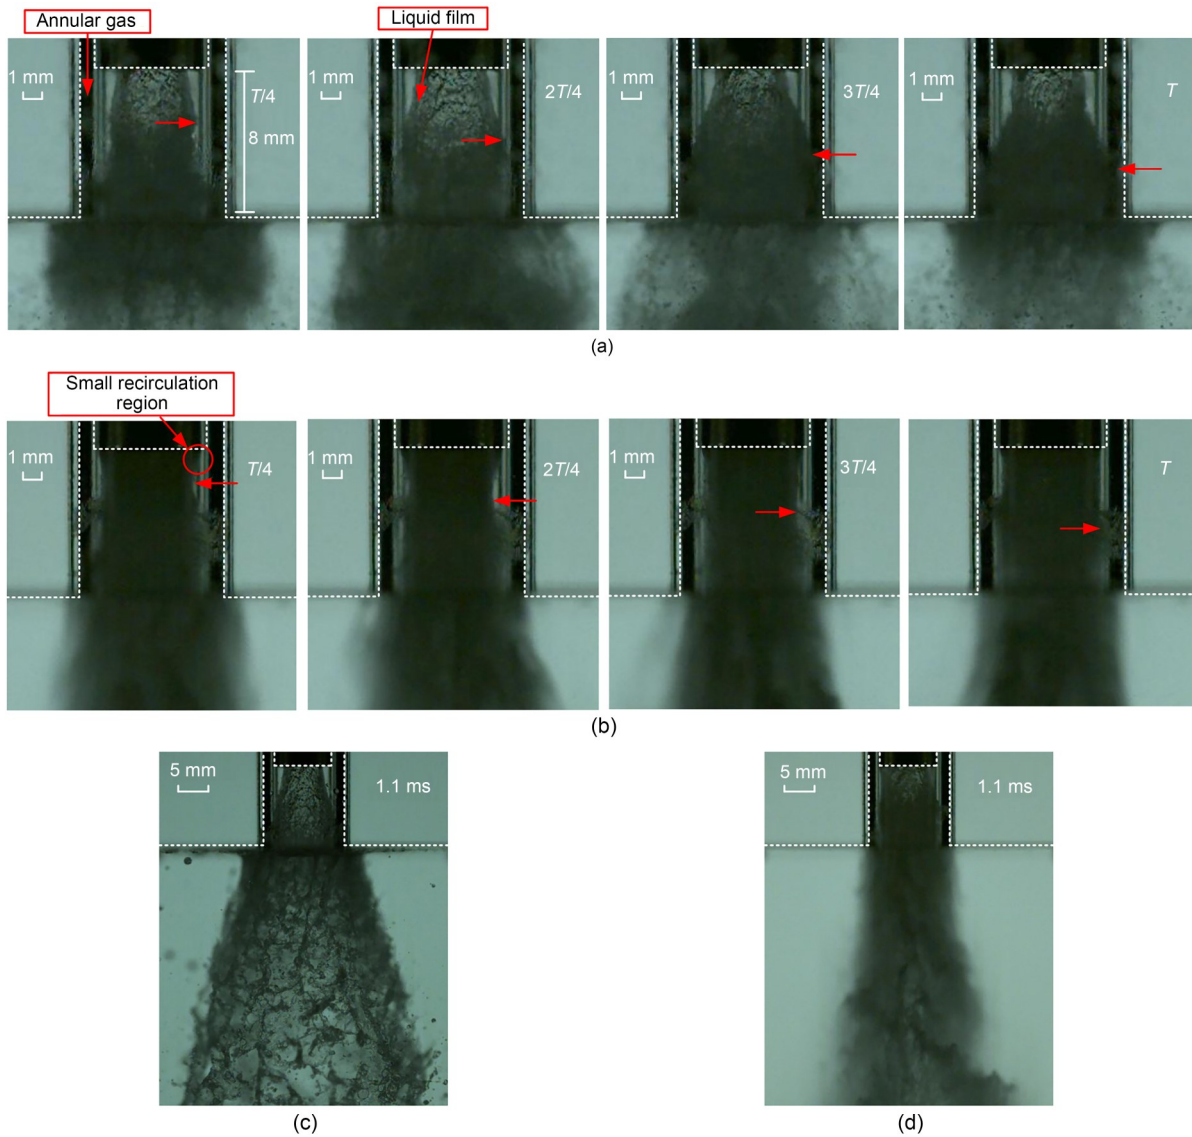 Annular gas
Liquid film
1 mm
T/4
8 mm
1 mm
2T/4
1 mm
3T/4
1 mm
T
(a)
Small recirculation
region
1 mm
T/4
1 mm
2T/4
1 mm
3T/4
1 mm
T
(b)
5 mm
1.1 ms
5 mm
1.1 ms
(c)
(d)